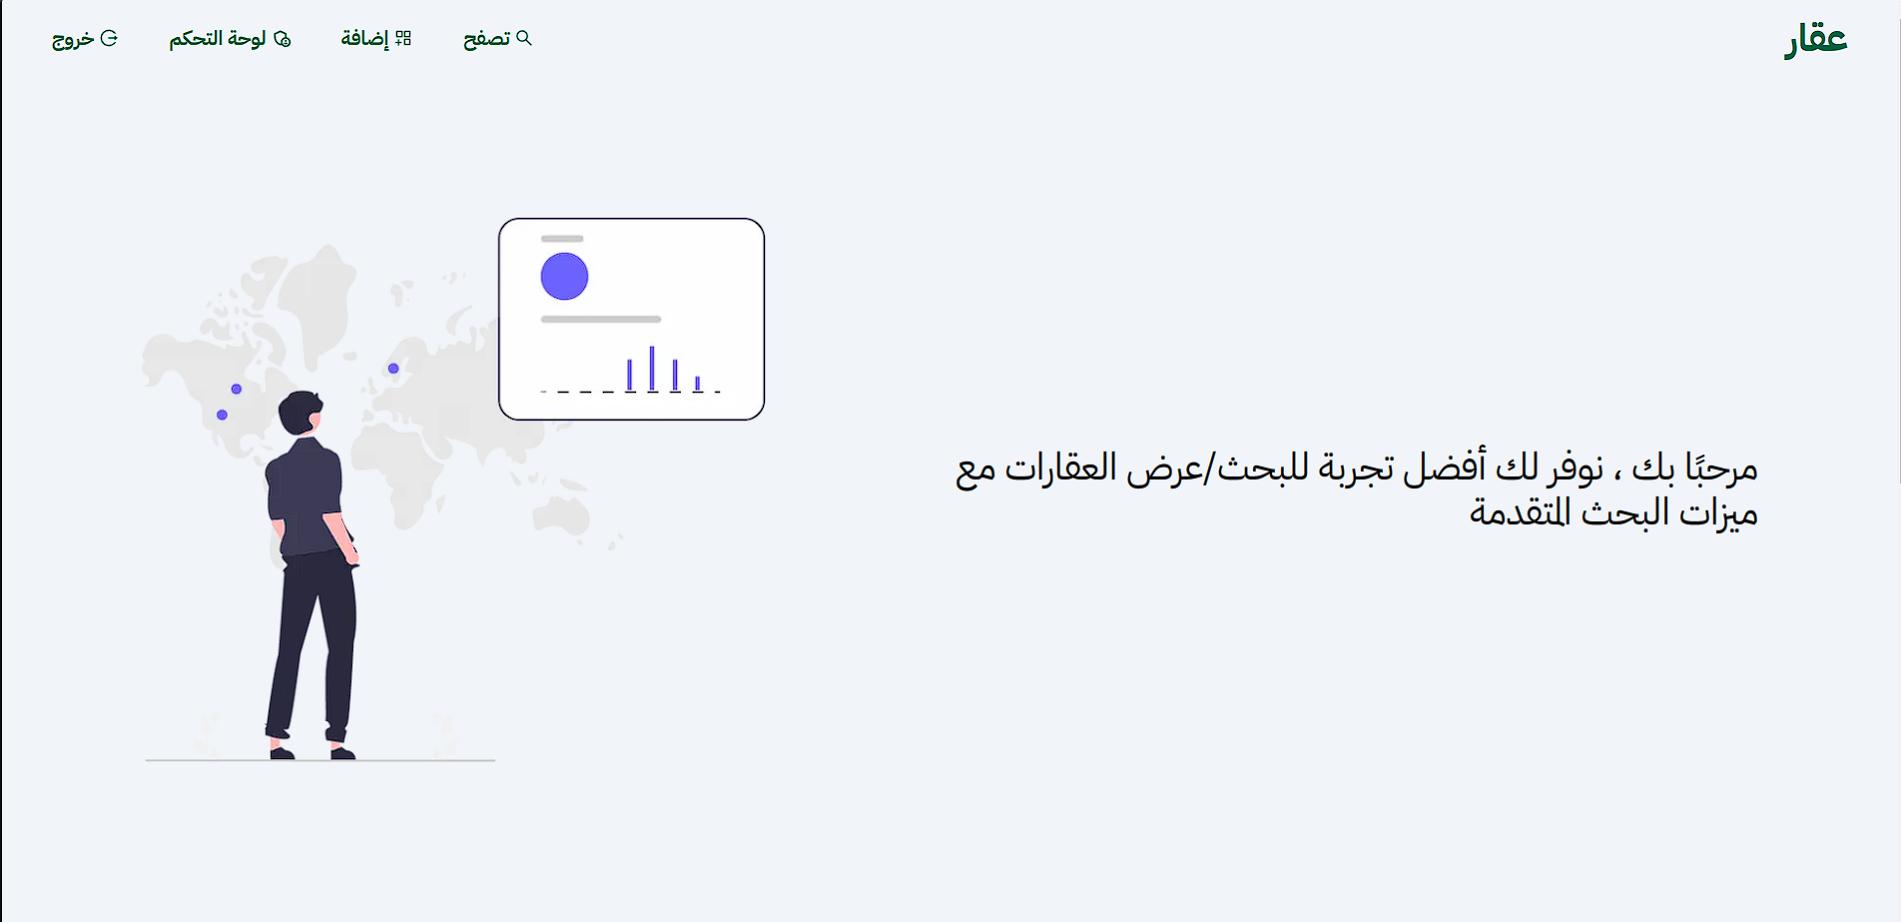 عقار
تصفح
إضافة
لوحة التحكم
خروج
مرحبًا بك ، نوفر لك أفضل تجربة للبحث/عرض العقارات مع
ميزات البحث المتقدمة